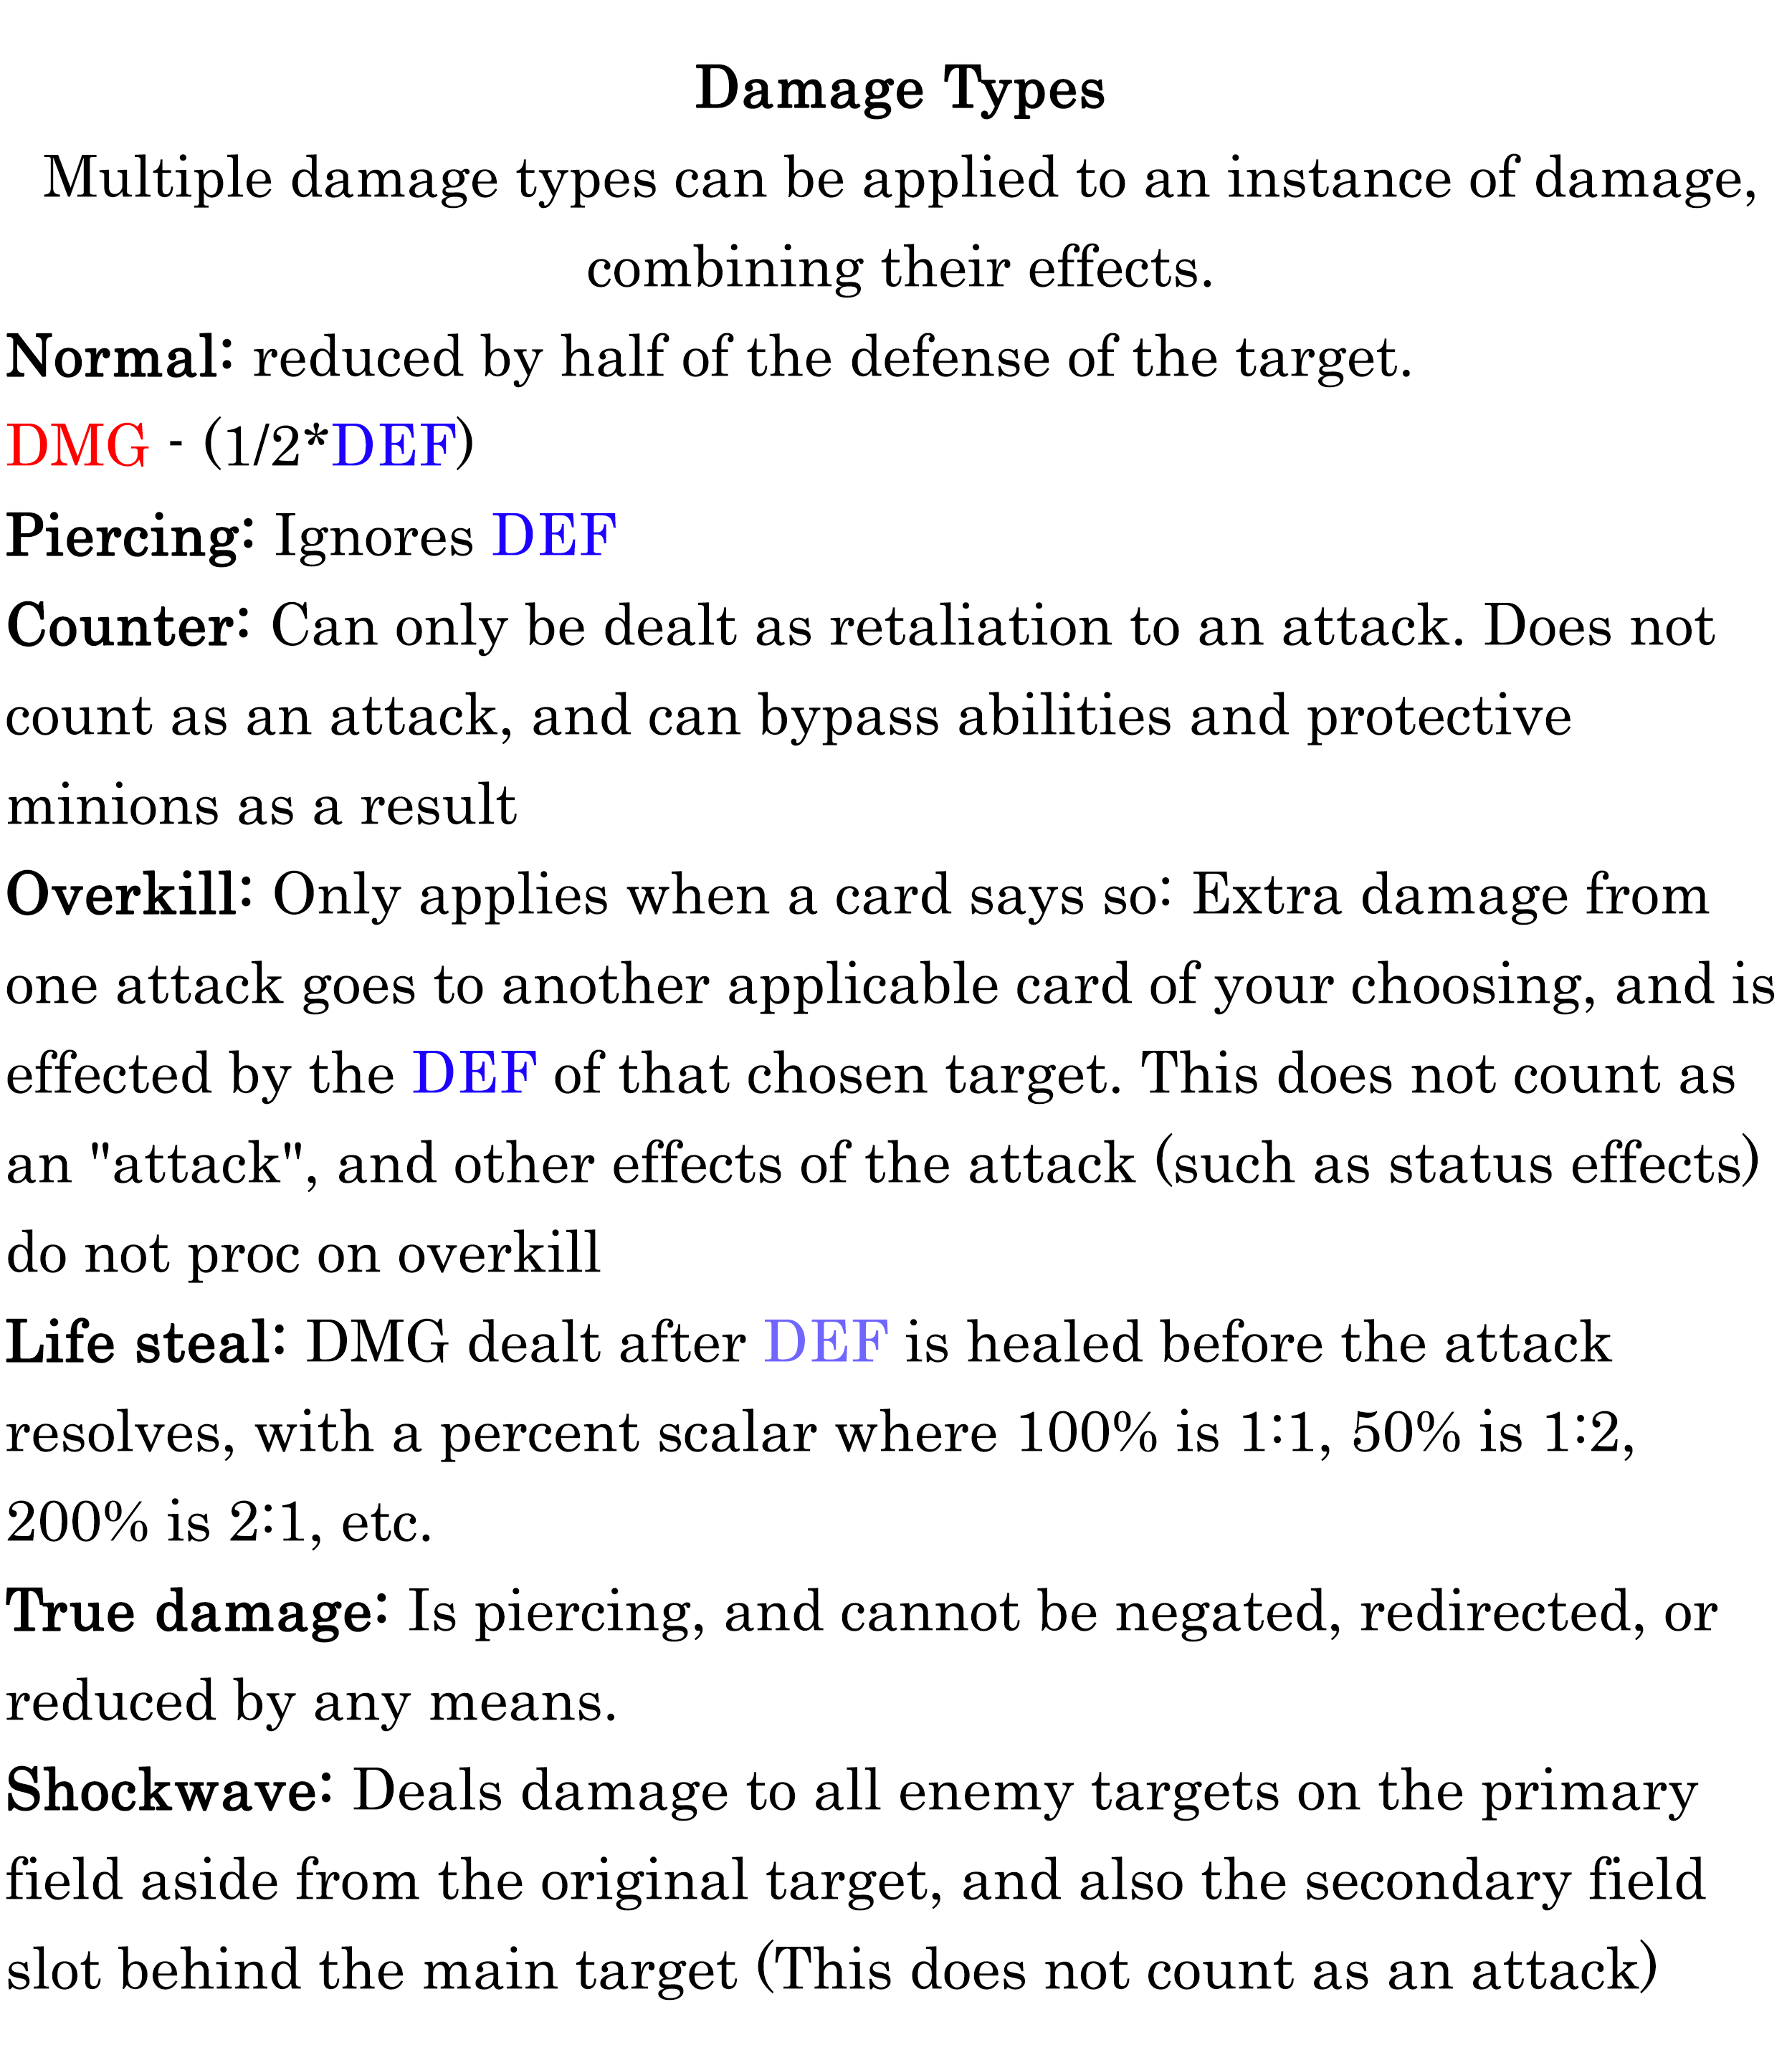 Damage Types
Multiple damage types can be applied to an instance of damage,
combining their effects.
Normal: reduced by half of the defense of the target.
DMG - (1/2*DEF)
Piercing: Ignores DEF
Counter: Can only be dealt as retaliation to an attack. Does not
count as an attack, and can bypass abilities and protective
minions as a result
Overkill: Only applies when a card says so: Extra damage from
one attack goes to another applicable card of your choosing, and is
effected by the DEF of that chosen target. This does not count as
an "attack", and other effects of the attack (such as status effects)
do not proc on overkill
Life steal: DMG dealt after DEF is healed before the attack
resolves, with a percent scalar where 100% is 1:1, 50% is 1:2,
200% is 2:1, etc.
True damage: Is piercing, and cannot be negated, redirected, or
reduced by any means.
Shockwave: Deals damage to all enemy targets on the primary
field aside from the original target, and also the secondary field
slot behind the main target (This does not count as an attack)